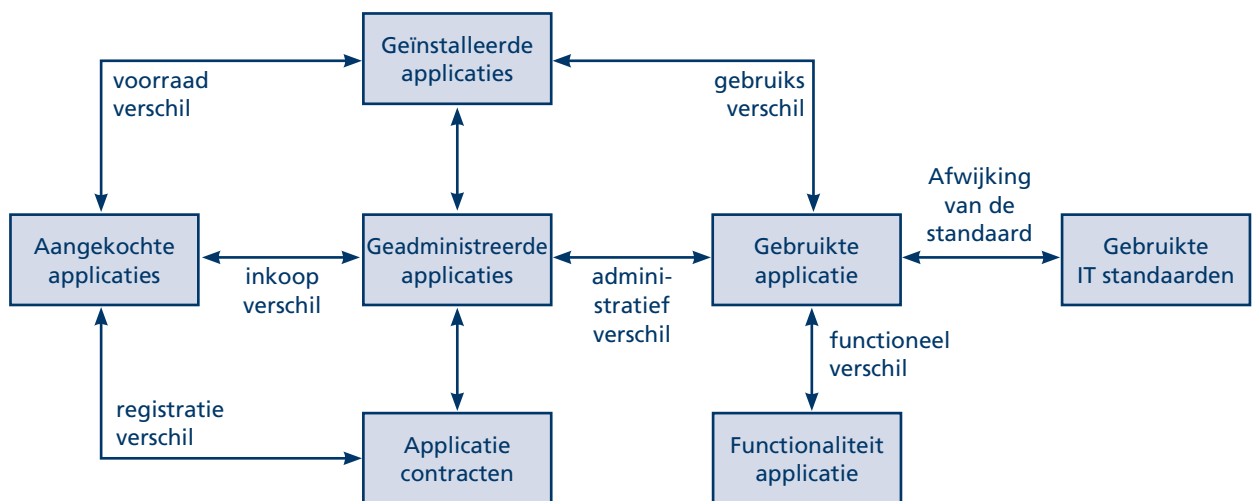 Geïnstalleerde
applicaties
voorraad
verschil
gebruiks
verschil
Afwijking
van de
standaard
Aangekochte
applicaties
inkoop
verschil
Geadministreerde
applicaties
admini-
stratief
verschil
Gebruikte
applicatie
Gebruikte
IT standaarden
functioneel
verschil
registratie
verschil
Applicatie
contracten
Functionaliteit
applicatie